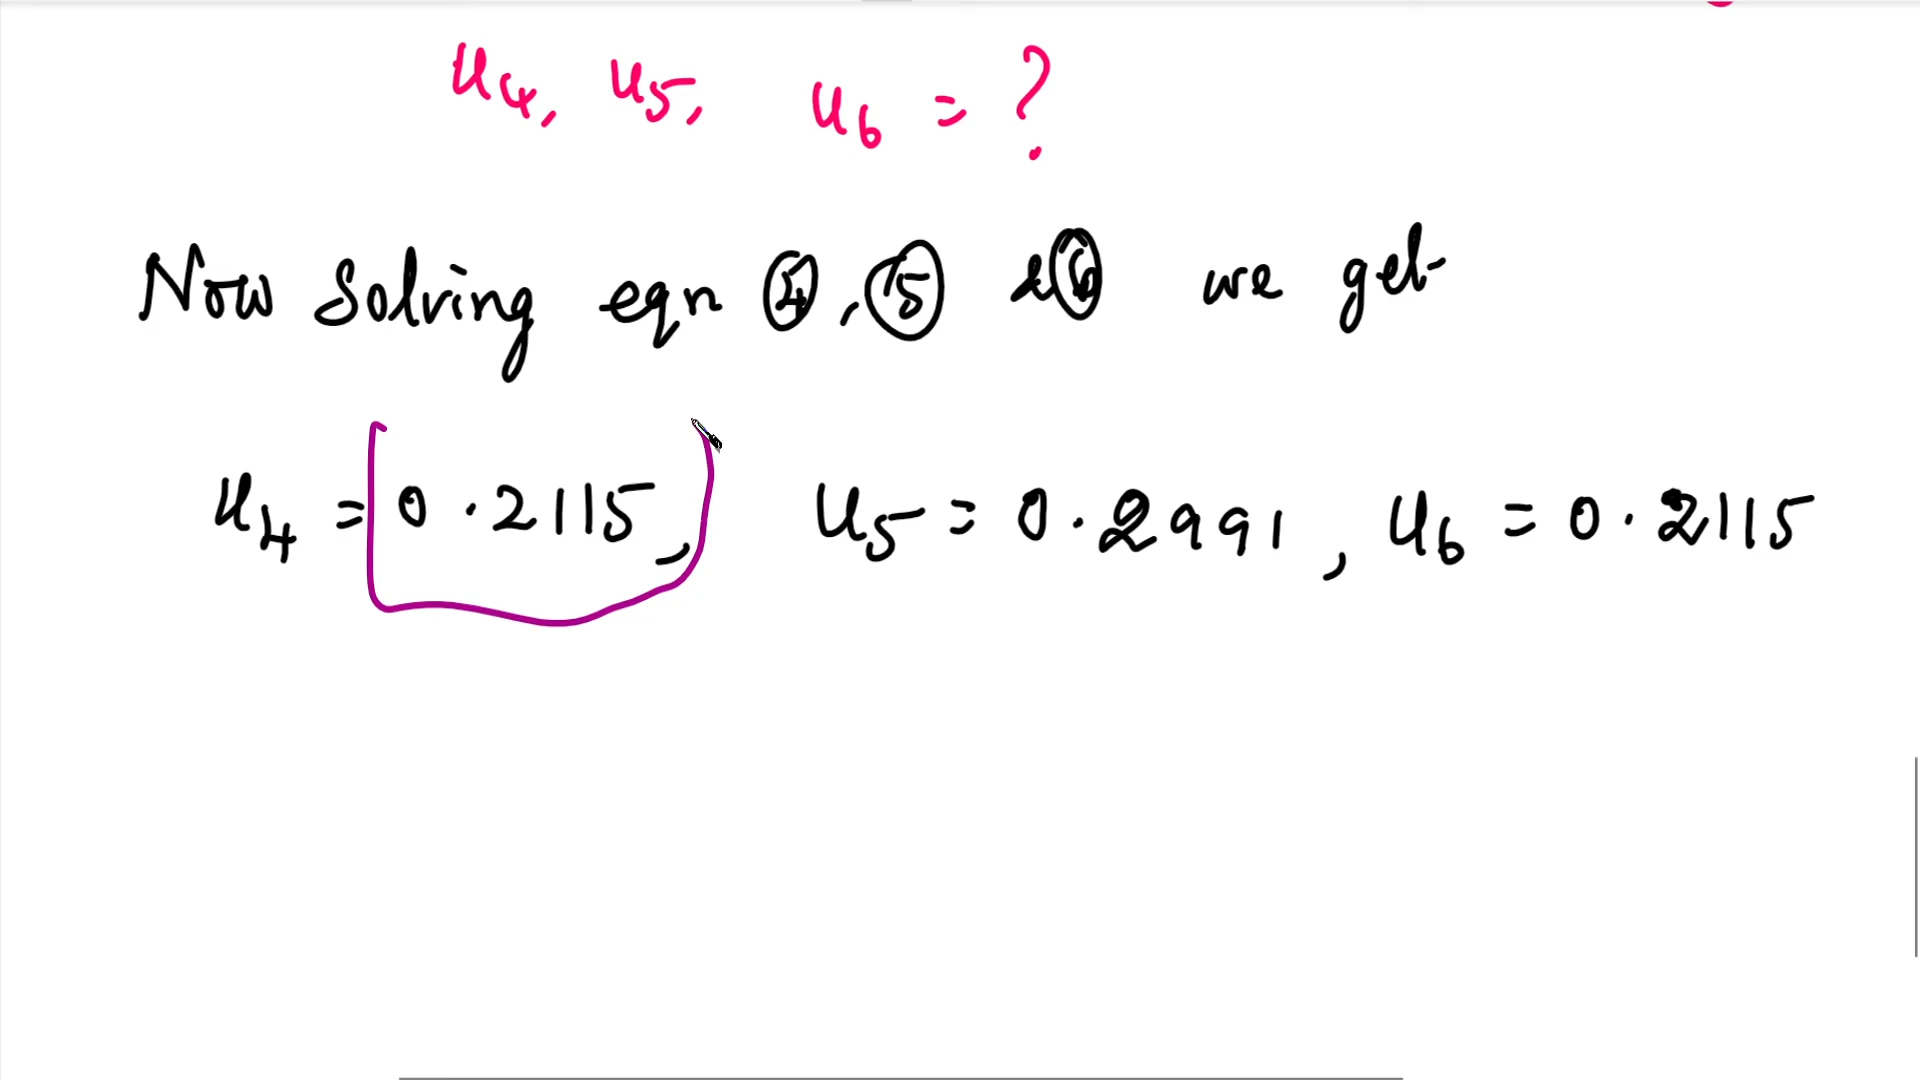 u₄, u₅, u₆ = ?
Now Solving eqn ④, ⑤ & ⑥ we get
u₄ = 0.2115, u₅ = 0.2991, u₆ = 0.2115